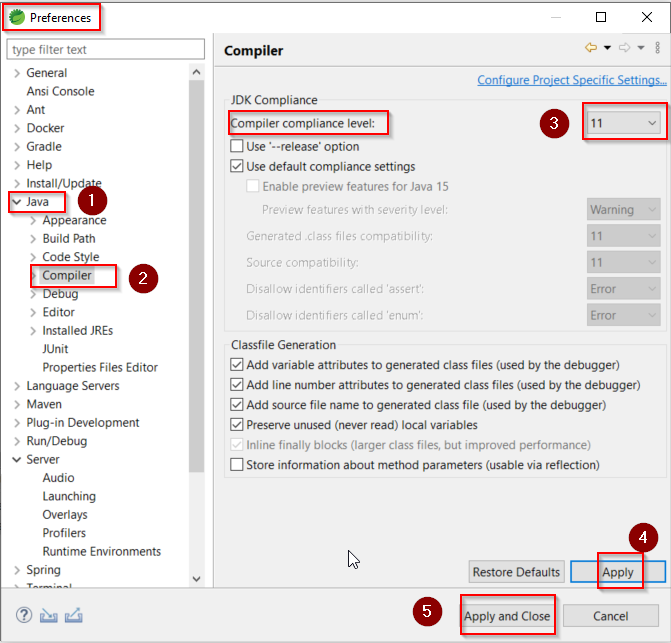 Preferences
type filter text
General
Ansi Console
Ant
Docker
Gradle
Help
Install/Update
Java
1
Appearance
Build Path
Code Style
Compiler
2
Debug
Editor
Installed JREs
JUnit
Properties Files Editor
Language Servers
Maven
Plug-in Development
Run/Debug
Server
Audio
Launching
Overlays
Profilers
Runtime Environments
Spring
Terminal
Compiler
Configure Project Specific Settings...
JDK Compliance
Compiler compliance level:
3
11
Use '--release' option
Use default compliance settings
Enable preview features for Java 15
Preview features with severity level: Warning
Generated .class files compatibility: 11
Source compatibility: 11
Disallow identifiers called 'assert': Error
Disallow identifiers called 'enum': Error
Classfile Generation
Add variable attributes to generated class files (used by the debugger)
Add line number attributes to generated class files (used by the debugger)
Add source file name to generated class file (used by the debugger)
Preserve unused (never read) local variables
Inline finally blocks (larger class files, but improved performance)
Store information about method parameters (usable via reflection)
4
Restore Defaults Apply
5
Apply and Close Cancel
?